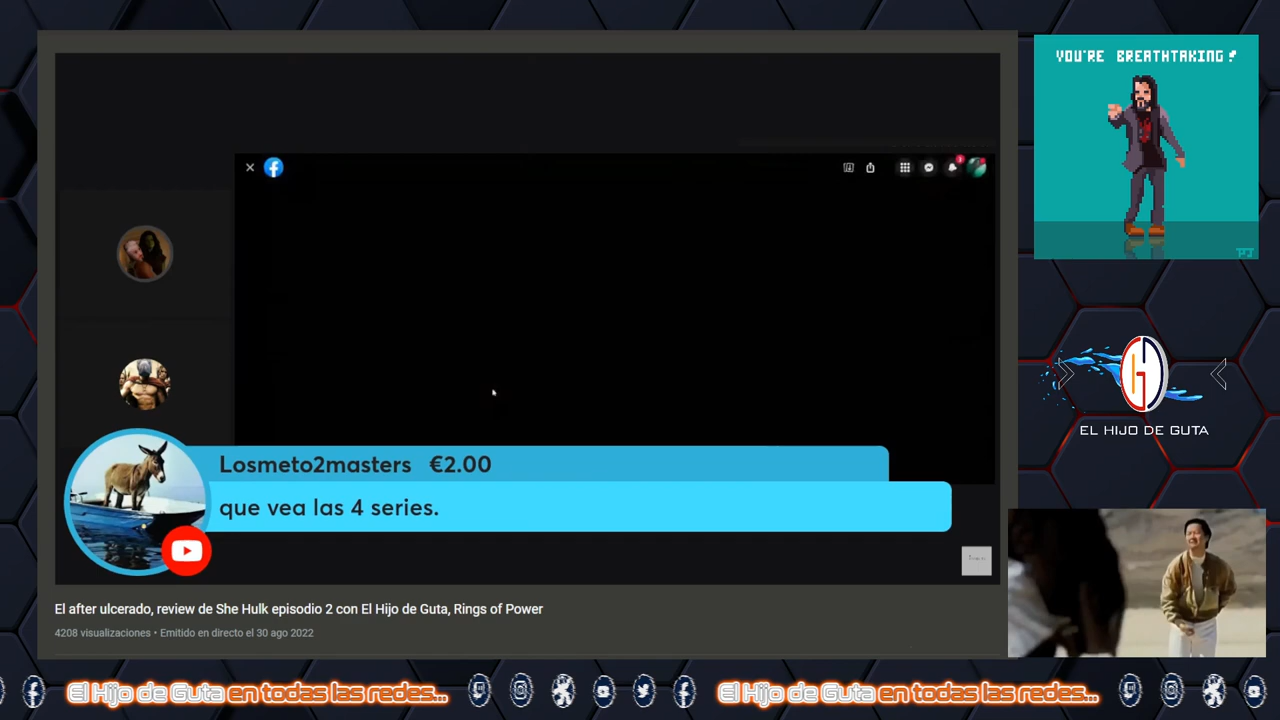 YOU'RE BREATHTAKING!
PJ
Losmeto2masters €2.00
que vea las 4 series.
EL HIJO DE GUTA
El after ulcerado, review de She Hulk episodio 2 con El Hijo de Guta, Rings of Power
4208 visualizaciones • Emitido en directo el 30 ago 2022
El Hijo de Guta en todas las redes... El Hijo de Guta en todas las redes...